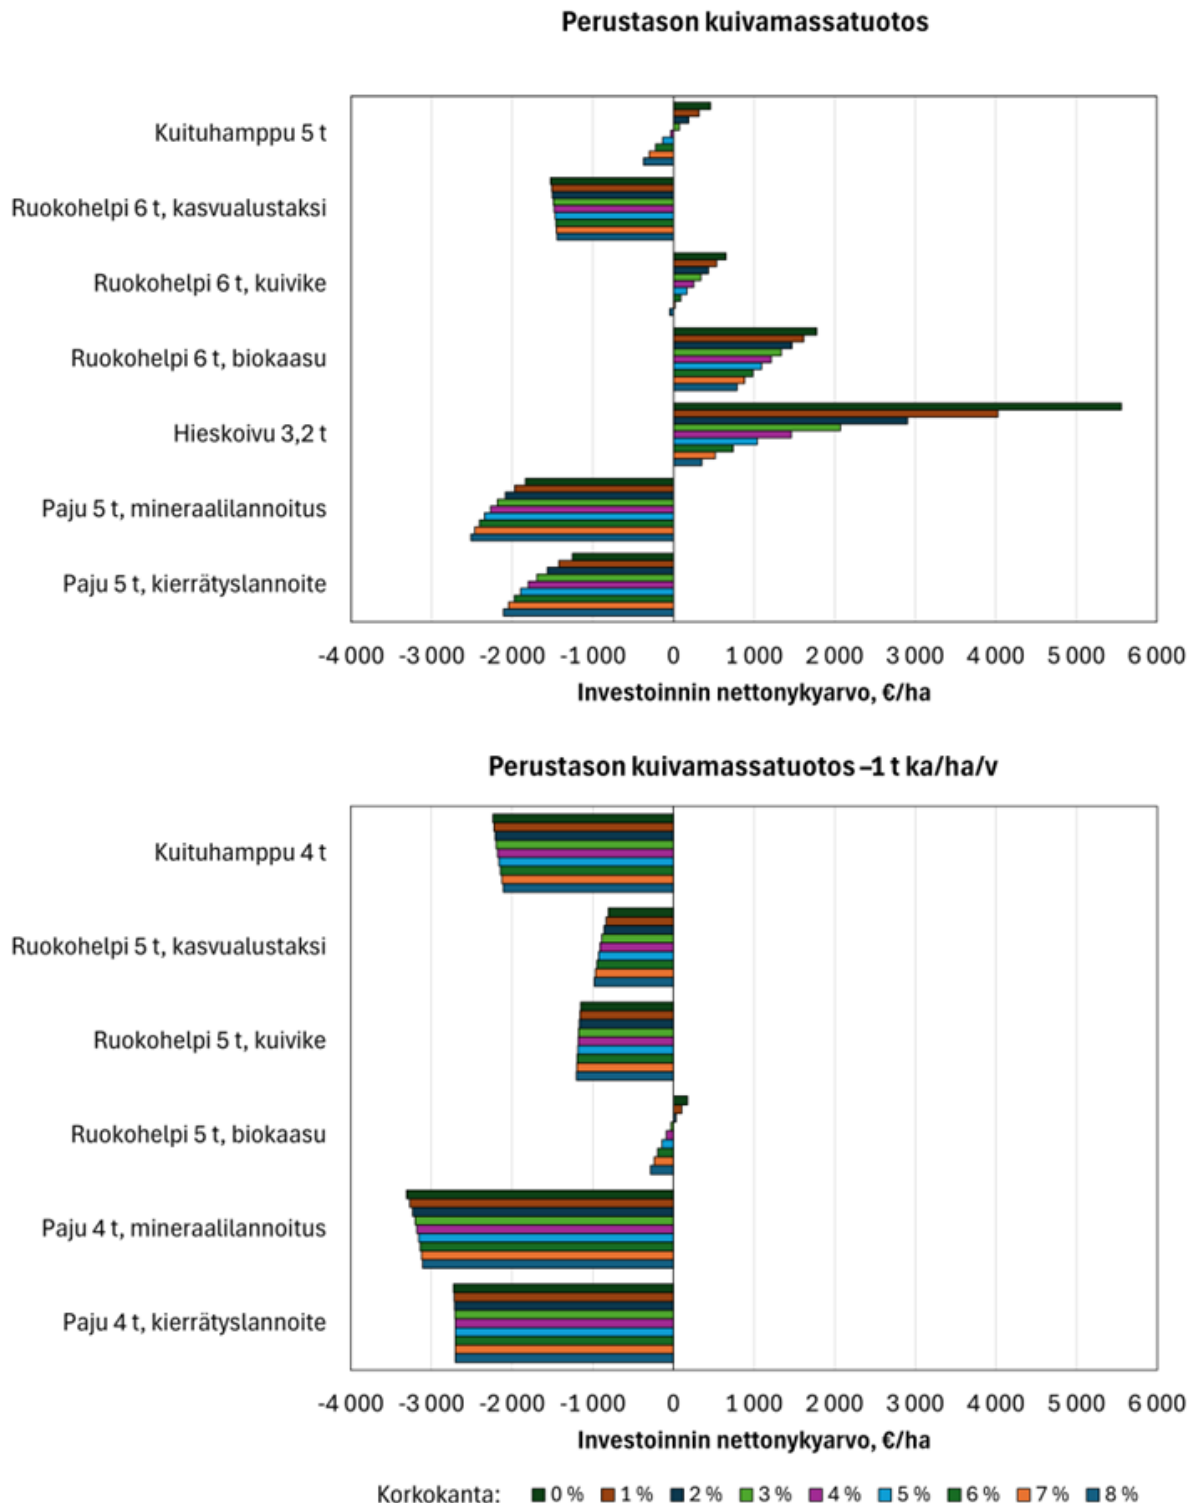 Perustason kuivamassatuotos
Kuituhamppu 5 t
Ruokohelpi 6 t, kasvualustaksi
Ruokohelpi 6 t, kuivike
Ruokohelpi 6 t, biokaasu
Hieskoivu 3,2 t
Paju 5 t, mineraalilannoitus
Paju 5 t, kierrätyslannoite
-4 000 -3 000 -2 000 -1 000 0 1 000 2 000 3 000 4 000 5 000 6 000
Investoinnin nettonykyarvo, €/ha
Perustason kuivamassatuotos –1 t ka/ha/v
Kuituhamppu 4 t
Ruokohelpi 5 t, kasvualustaksi
Ruokohelpi 5 t, kuivike
Ruokohelpi 5 t, biokaasu
Paju 4 t, mineraalilannoitus
Paju 4 t, kierrätyslannoite
-4 000 -3 000 -2 000 -1 000 0 1 000 2 000 3 000 4 000 5 000 6 000
Investoinnin nettonykyarvo, €/ha
Korkokanta: 0 % 1 % 2 % 3 % 4 % 5 % 6 % 7 % 8 %